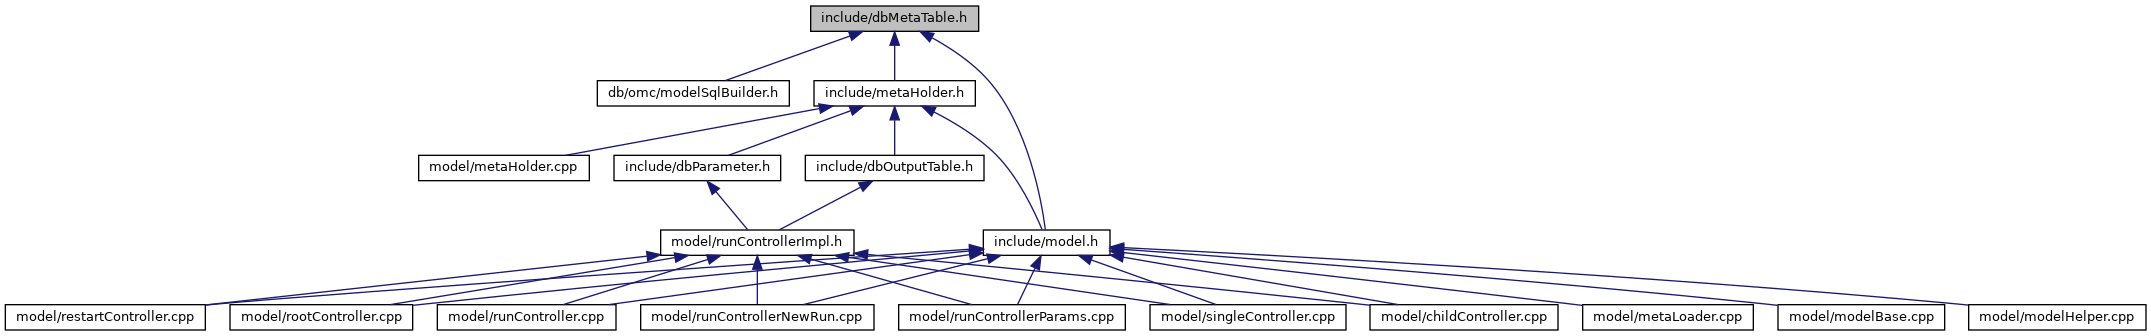 include/dbMetaTable.h
db/omc/modelSqlBuilder.h
include/metaHolder.h
model/metaHolder.cpp
include/dbParameter.h
include/dbOutputTable.h
model/runControllerImpl.h
include/model.h
model/restartController.cpp
model/rootController.cpp
model/runController.cpp
model/runControllerNewRun.cpp
model/runControllerParams.cpp
model/singleController.cpp
model/childController.cpp
model/metaLoader.cpp
model/modelBase.cpp
model/modelHelper.cpp